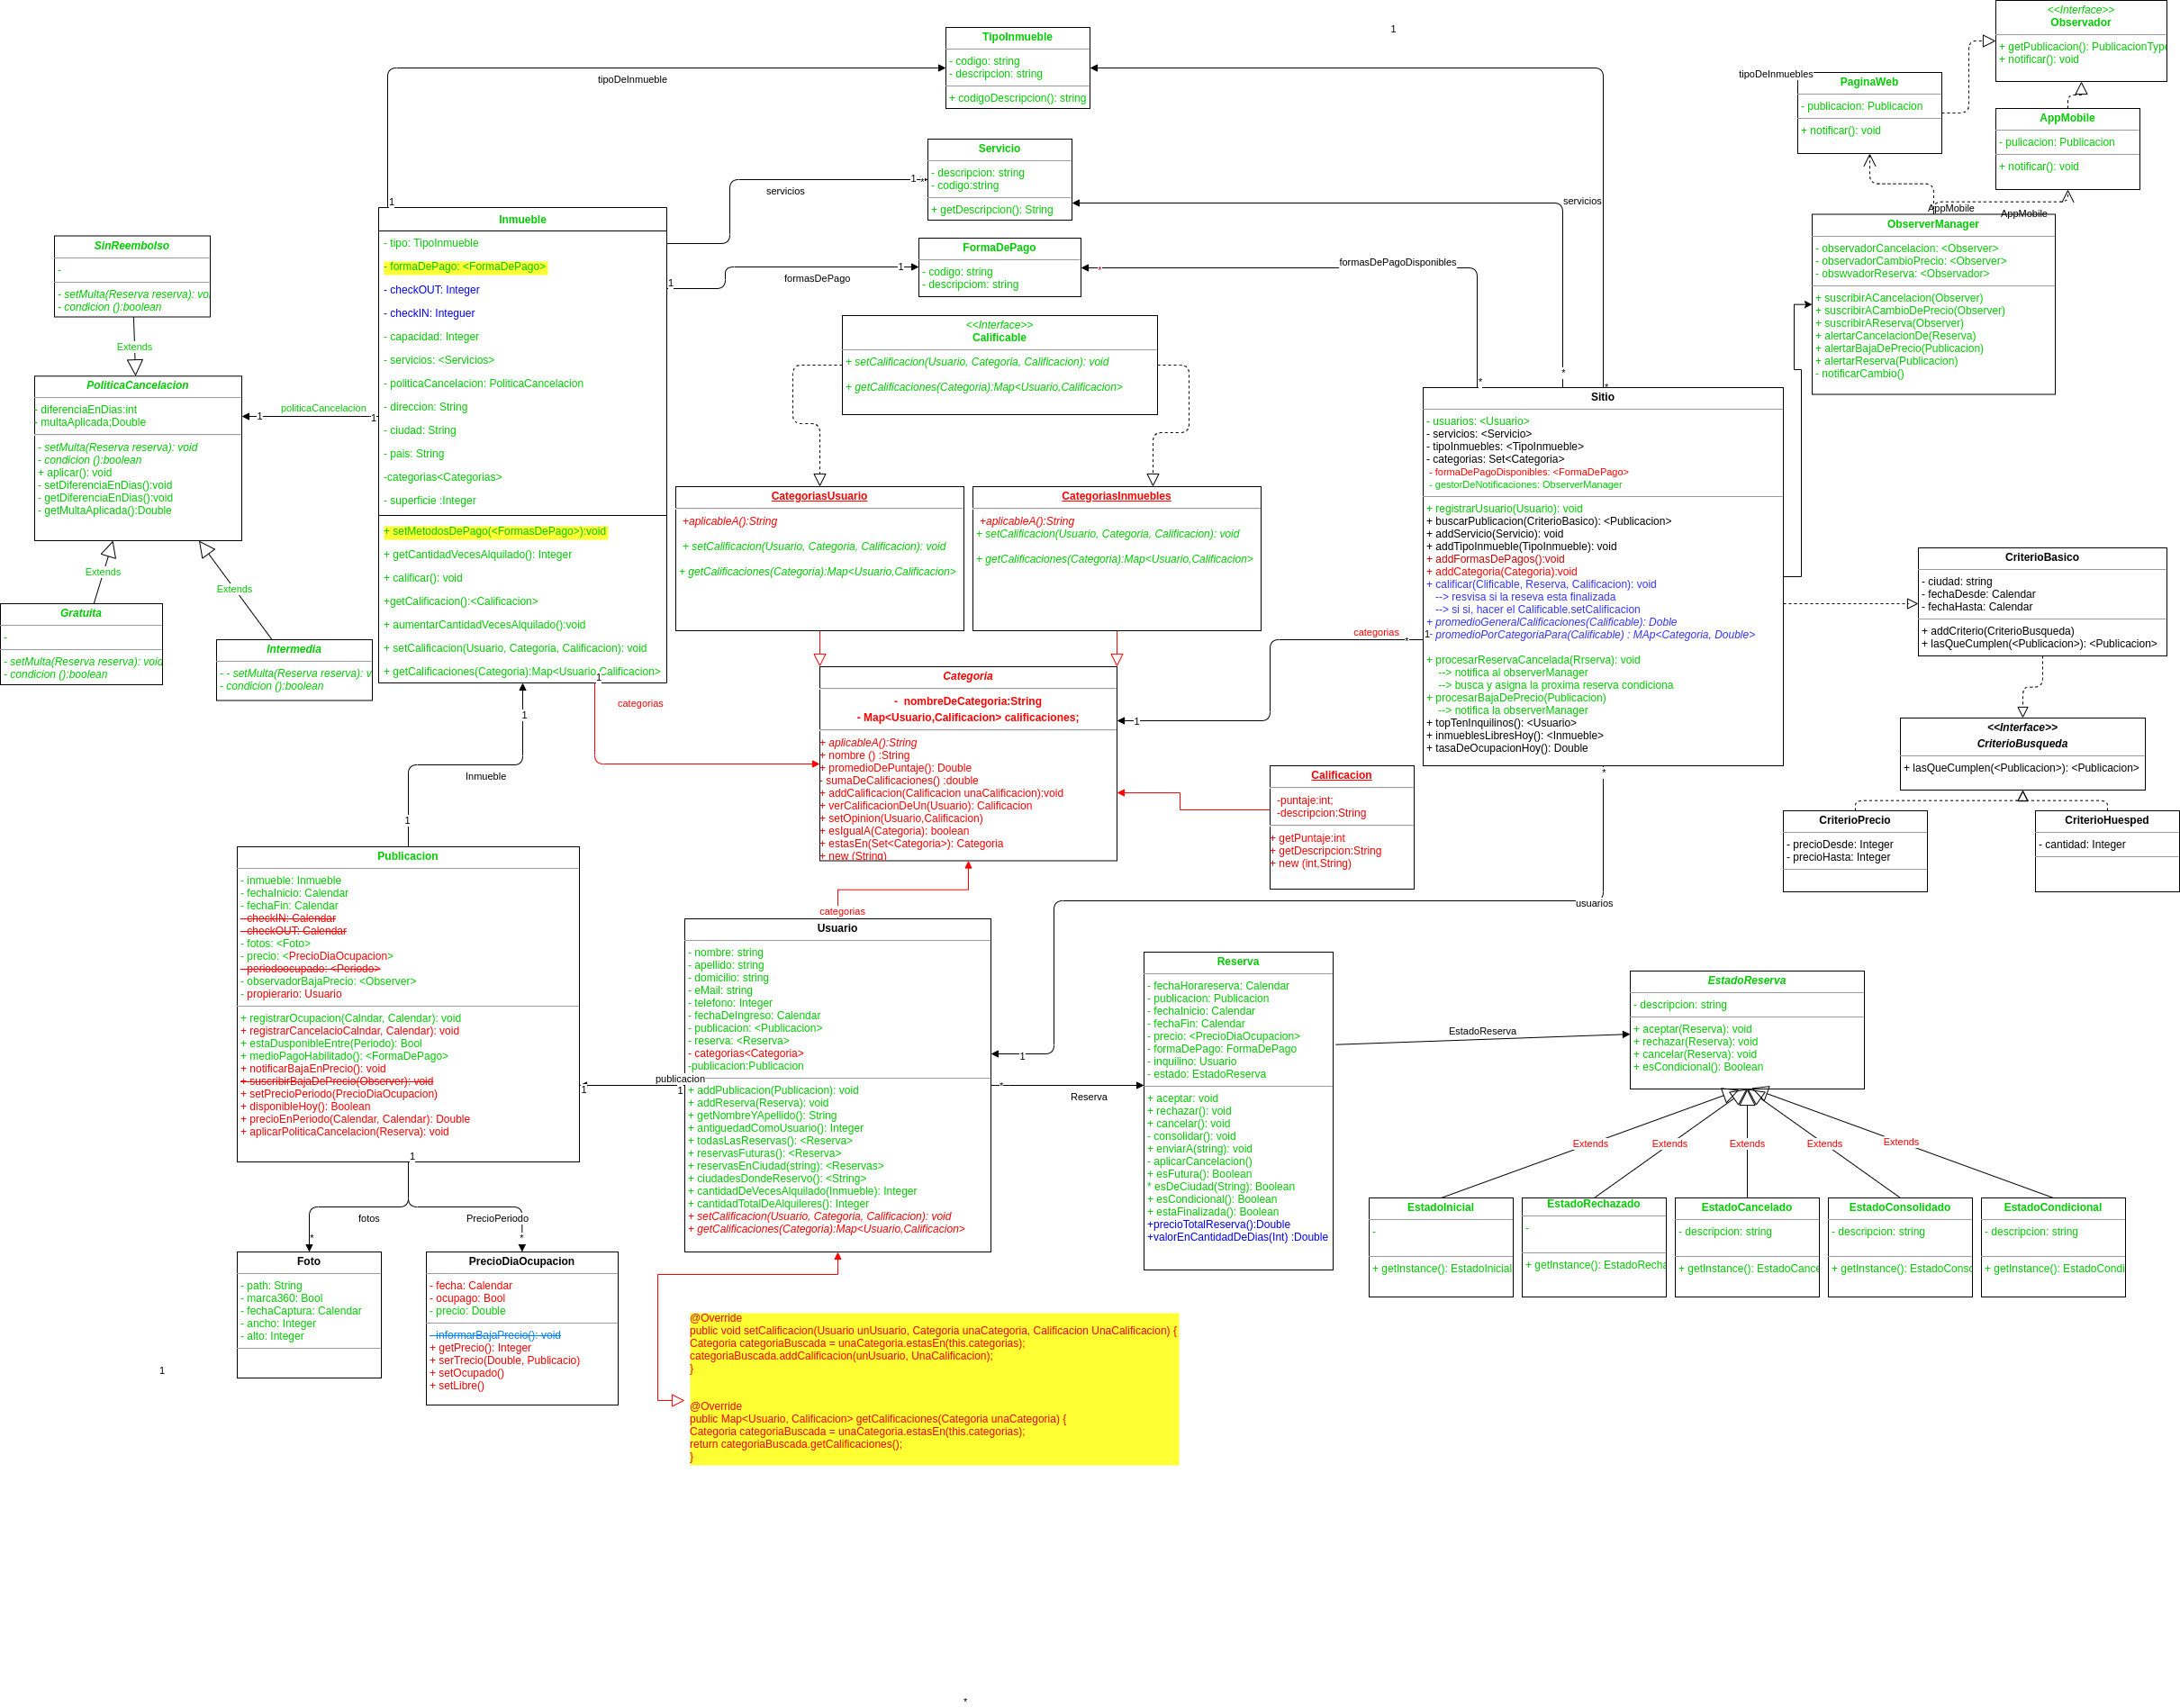 1
<<Interface>>
Observador
+ getPublicacion(): PublicacionType
+ notificar(): void
TipoInmueble
- codigo: string
- descripcion: string
+ codigoDescripcion(): string
tipoDeInmueble
tipoDeInmuebles
PaginaWeb
- publicacion: Publicacion
+ notificar(): void
AppMobile
- pulicacion: Publicacion
+ notificar(): void
Servicio
- descripcion: string
- codigo:string
+ getDescripcion(): String
1
*
servicios
servicios
AppMobile
AppMobile
ObserverManager
- observadorCancelacion: <Observer>
- observadorCambioPrecio: <Observer>
- obswvadorReserva: <Observador>
+ suscribirACancelacion(Observer)
+ suscribirACambioDePrecio(Observer)
+ suscribirAReserva(Observer)
+ alertarCancelacionDe(Reserva)
+ alertarBajaDePrecio(Publicacion)
+ alertarReserva(Publicacion)
- notificarCambio()
FormaDePago
- codigo: string
- descripciom: string
1
1
formasDePago
*
formasDePagoDisponibles
1
Inmueble
- tipo: TipoInmueble
- formaDePago: <FormaDePago>
- checkOUT: Integer
- checkIN: Integuer
- capacidad: Integer
- servicios: <Servicios>
- politicaCancelacion: PoliticaCancelacion
- direccion: String
- ciudad: String
- pais: String
-categorias<Categorias>
- superficie :Integer
+ setMetodosDePago(<FormasDePago>):void
+ getCantidadVecesAlquilado(): Integer
+ calificar(): void
+getCalificacion():<Calificacion>
+ aumentarCantidadVecesAlquilado():void
+ setCalificacion(Usuario, Categoria, Calificacion): void
+ getCalificaciones(Categoria):Map<Usuario,Calificacion>
SinReembolso
-
- setMulta(Reserva reserva): voi
- condicion ():boolean
Extends
PoliticaCancelacion
- diferenciaEnDias:int
- multaAplicada;Double
- setMulta(Reserva reserva): void
- condicion ():boolean
+ aplicar(): void
- setDiferenciaEnDias():void
- getDiferenciaEnDias():void
- getMultaAplicada():Double
politicaCancelacion
1
1
Extends
Extends
Gratuita
-
- setMulta(Reserva reserva): void
- condicion ():boolean
Intermedia
- - setMulta(Reserva reserva): v
- condicion ():boolean
<<Interface>>
Calificable
+ setCalificacion(Usuario, Categoria, Calificacion): void
+ getCalificaciones(Categoria):Map<Usuario,Calificacion>
CategoriasUsuario
+aplicableA():String
+ setCalificacion(Usuario, Categoria, Calificacion): void
+ getCalificaciones(Categoria):Map<Usuario,Calificacion>
CategoriasInmuebles
+aplicableA():String
+ setCalificacion(Usuario, Categoria, Calificacion): void
+ getCalificaciones(Categoria):Map<Usuario,Calificacion>
*
*
*
Sitio
- usuarios: <Usuario>
- servicios: <Servicio>
- tipoInmuebles: <TipoInmueble>
- categorias: Set<Categoria>
- formaDePagoDisponibles: <FormaDePago>
- gestorDeNotificaciones: ObserverManager
+ registrarUsuario(Usuario): void
+ buscarPublicacion(CriterioBasico): <Publicacion>
+ addServicio(Servicio): void
+ addTipoInmueble(TipoInmueble): void
+ addFormasDePagos():void
+ addCategoria(Categoria):void
+ calificar(Clificable, Reserva, Calificacion): void
--> resvisa si la reseva esta finalizada
--> si si, hacer el Calificable.setCalificacion
+ promedioGeneralCalificaciones(Calificable): Doble
- promedioPorCategoriaPara(Calificable) : MAp<Categoria, Double>
+ procesarReservaCancelada(Rrserva): void
--> notifica al observerManager
--> busca y asigna la proxima reserva condiciona
+ procesarBajaDePrecio(Publicacion)
--> notifica la observerManager
+ topTenInquilinos(): <Usuario>
+ inmueblesLibresHoy(): <Inmueble>
+ tasaDeOcupacionHoy(): Double
1
*
categorias
1
CriterioBasico
- ciudad: string
- fechaDesde: Calendar
- fechaHasta: Calendar
+ addCriterio(CriterioBusqueda)
+ lasQueCumplen(<Publicacion>): <Publicacion>
<<Interface>>
CriterioBusqueda
+ lasQueCumplen(<Publicacion>): <Publicacion>
CriterioPrecio
- precioDesde: Integer
- precioHasta: Integer
CriterioHuesped
- cantidad: Integer
1
categorias
1
Inmueble
1
Categoria
- nombreDeCategoria:String
- Map<Usuario,Calificacion> calificaciones;
+ aplicableA():String
+ nombre () :String
+ promedioDePuntaje(): Double
- sumaDeCalificaciones() :double
+ addCalificacion(Calificacion unaCalificacion):void
+ verCalificacionDeUn(Usuario): Calificacion
+ setOpinion(Usuario,Calificacion)
+ esIgualA(Categoria): boolean
+ estasEn(Set<Categoria>): Categoria
+ new (String)
Calificacion
-puntaje:int;
-descripcion:String
+ getPuntaje:int
+ getDescripcion:String
+ new (int,String)
*
usuarios
1
Publicacion
- inmueble: Inmueble
- fechaInicio: Calendar
- fechaFin: Calendar
- checkIN: Calendar
- checkOUT: Calendar
- fotos: <Foto>
- precio: <PrecioDiaOcupacion>
- periodoocupado: <Periodo>
- observadorBajaPrecio: <Observer>
- propierario: Usuario
+ registrarOcupacion(Calndar, Calendar): void
+ registrarCancelacioCalndar, Calendar): void
+ estaDusponibleEntre(Periodo): Bool
+ medioPagoHabilitado(): <FormaDePago>
+ notificarBajaEnPrecio(): void
+ suscribirBajaDePrecio(Observer): void
+ setPrecioPeriodo(PrecioDiaOcupacion)
+ disponibleHoy(): Boolean
+ precioEnPeriodo(Calendar, Calendar): Double
+ aplicarPoliticaCancelacion(Reserva): void
1
publicacion
1
1
categorias
Usuario
- nombre: string
- apellido: string
- domicilio: string
- eMail: string
- telefono: Integer
- fechaDeIngreso: Calendar
- publicacion: <Publicacion>
- reserva: <Reserva>
- categorias<Categoria>
-publicacion:Publicacion
+ addPublicacion(Publicacion): void
+ addReserva(Reserva): void
+ getNombreYApellido(): String
+ antiguedadComoUsuario(): Integer
+ todasLasReservas(): <Reserva>
+ reservasFuturas(): <Reserva>
+ reservasEnCiudad(string): <Reservas>
+ ciudadesDondeReservo(): <String>
+ cantidadDeVecesAlquilado(Inmueble): Integer
+ cantidadTotalDeAlquileres(): Integer
+ setCalificacion(Usuario, Categoria, Calificacion): void
+ getCalificaciones(Categoria):Map<Usuario,Calificacion>
*
Reserva
Reserva
- fechaHorareserva: Calendar
- publicacion: Publicacion
- fechaInicio: Calendar
- fechaFin: Calendar
- precio: <PrecioDiaOcupacion>
- formaDePago: FormaDePago
- inquilino: Usuario
- estado: EstadoReserva
+ aceptar: void
+ rechazar(): void
+ cancelar(): void
- consolidar(): void
+ enviarA(string): void
- aplicarCancelacion()
+ esFutura(): Boolean
* esDeCiudad(String): Boolean
+ esCondicional(): Boolean
+ estaFinalizada(): Boolean
+precioTotalReserva():Double
+valorEnCantidadDeDias(Int) :Double
EstadoReserva
EstadoReserva
- descripcion: string
+ aceptar(Reserva): void
+ rechazar(Reserva): void
+ cancelar(Reserva): void
+ esCondicional(): Boolean
Extends
Extends
Extends
Extends
Extends
EstadoInicial
-
+ getInstance(): EstadoInicial
EstadoRechazado
-
+ getInstance(): EstadoRecha
EstadoCancelado
- descripcion: string
+ getInstance(): EstadoCance
EstadoConsolidado
- descripcion: string
+ getInstance(): EstadoConso
EstadoCondicional
- descripcion: string
+ getInstance(): EstadoCondi
fotos
*
PrecioPeriodo
*
Foto
- path: String
- marca360: Bool
- fechaCaptura: Calendar
- ancho: Integer
- alto: Integer
PrecioDiaOcupacion
- fecha: Calendar
- ocupago: Bool
- precio: Double
- informarBajaPrecio(): void
+ getPrecio(): Integer
+ serTrecio(Double, Publicacio)
+ setOcupado()
+ setLibre()
1
@Override
public void setCalificacion(Usuario unUsuario, Categoria unaCategoria, Calificacion UnaCalificacion) {
Categoria categoriaBuscada = unaCategoria.estasEn(this.categorias);
categoriaBuscada.addCalificacion(unUsuario, UnaCalificacion);
}
@Override
public Map<Usuario, Calificacion> getCalificaciones(Categoria unaCategoria) {
Categoria categoriaBuscada = unaCategoria.estasEn(this.categorias);
return categoriaBuscada.getCalificaciones();
}
*